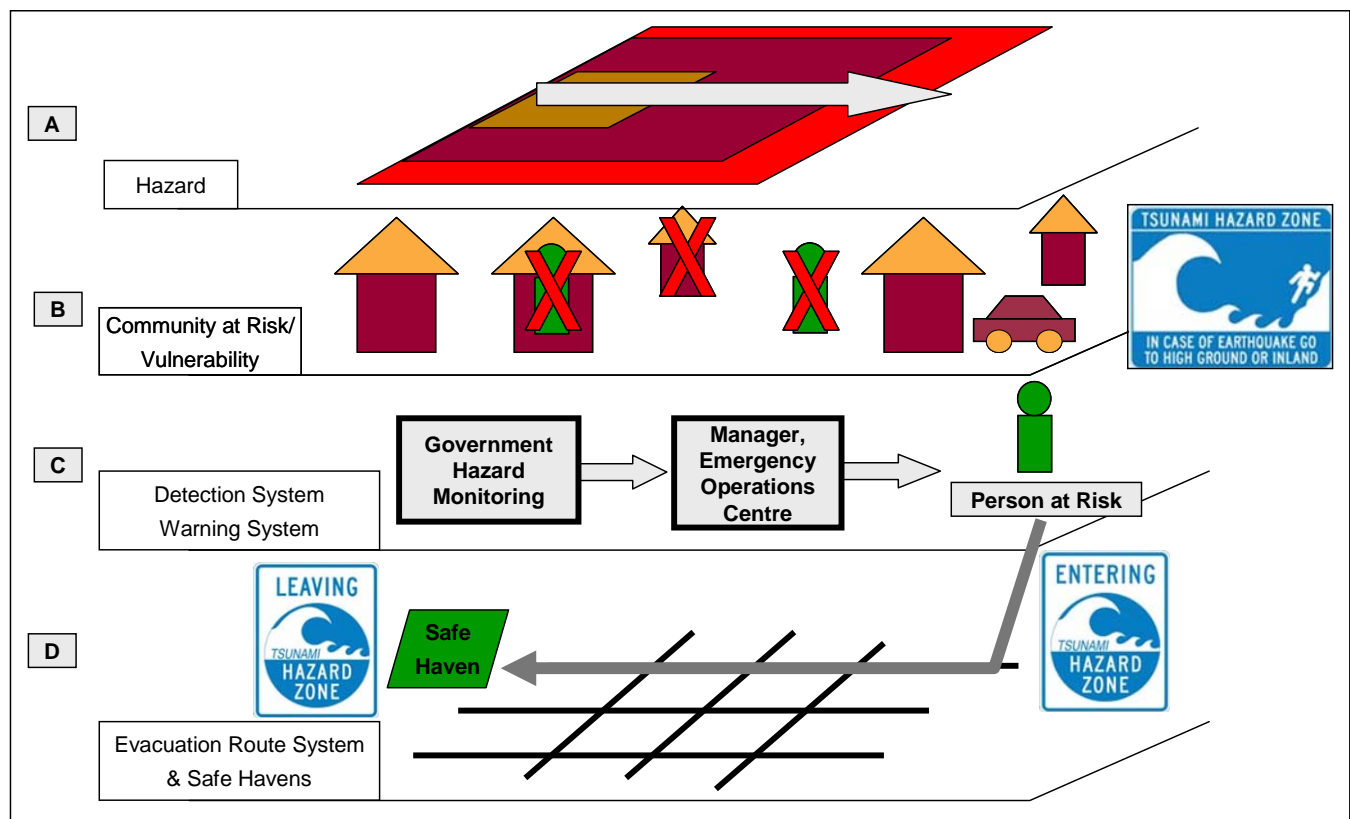 A
Hazard
TSUNAMI HAZARD ZONE
IN CASE OF EARTHQUAKE GO
TO HIGH GROUND OR INLAND
B
Community at Risk/
Vulnerability
C
Government
Hazard
Monitoring
Manager,
Emergency
Operations
Centre
Person at Risk
Detection System
Warning System
LEAVING
TSUNAMI
HAZARD
ZONE
Safe
Haven
ENTERING
TSUNAMI
HAZARD
ZONE
D
Evacuation Route System
& Safe Havens